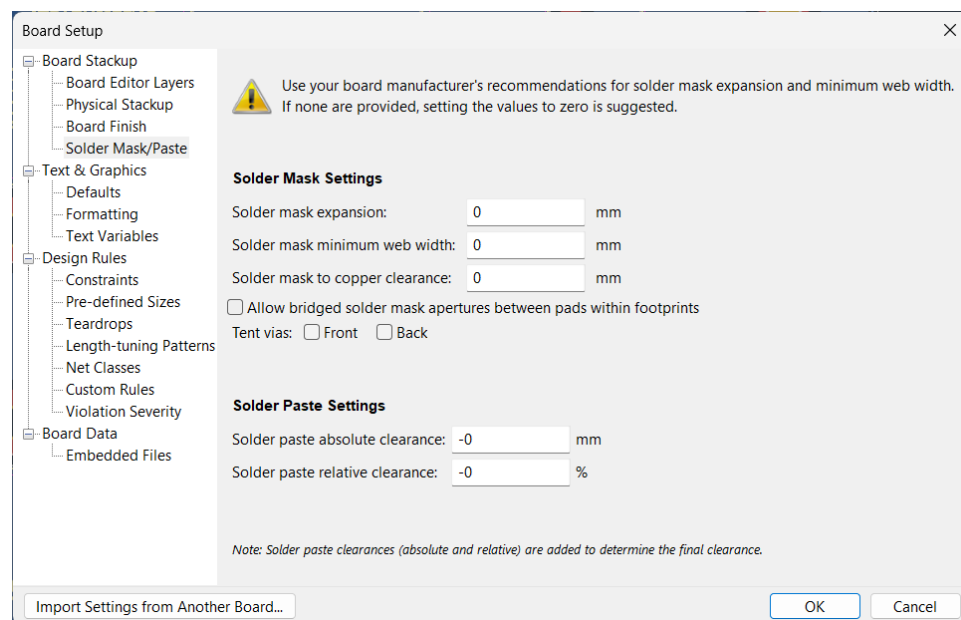 Board Setup
Board Stackup
Board Editor Layers
Physical Stackup
Board Finish
Solder Mask/Paste
Text & Graphics
Defaults
Formatting
Text Variables
Design Rules
Constraints
Pre-defined Sizes
Teardrops
Length-tuning Patterns
Net Classes
Custom Rules
Violation Severity
Board Data
Embedded Files
Use your board manufacturer's recommendations for solder mask expansion and minimum web width.
If none are provided, setting the values to zero is suggested.
Solder Mask Settings
Solder mask expansion: 0 mm
Solder mask minimum web width: 0 mm
Solder mask to copper clearance: 0 mm
Allow bridged solder mask apertures between pads within footprints
Tent vias: Front Back
Solder Paste Settings
Solder paste absolute clearance: -0 mm
Solder paste relative clearance: -0 %
Note: Solder paste clearances (absolute and relative) are added to determine the final clearance.
Import Settings from Another Board... OK Cancel